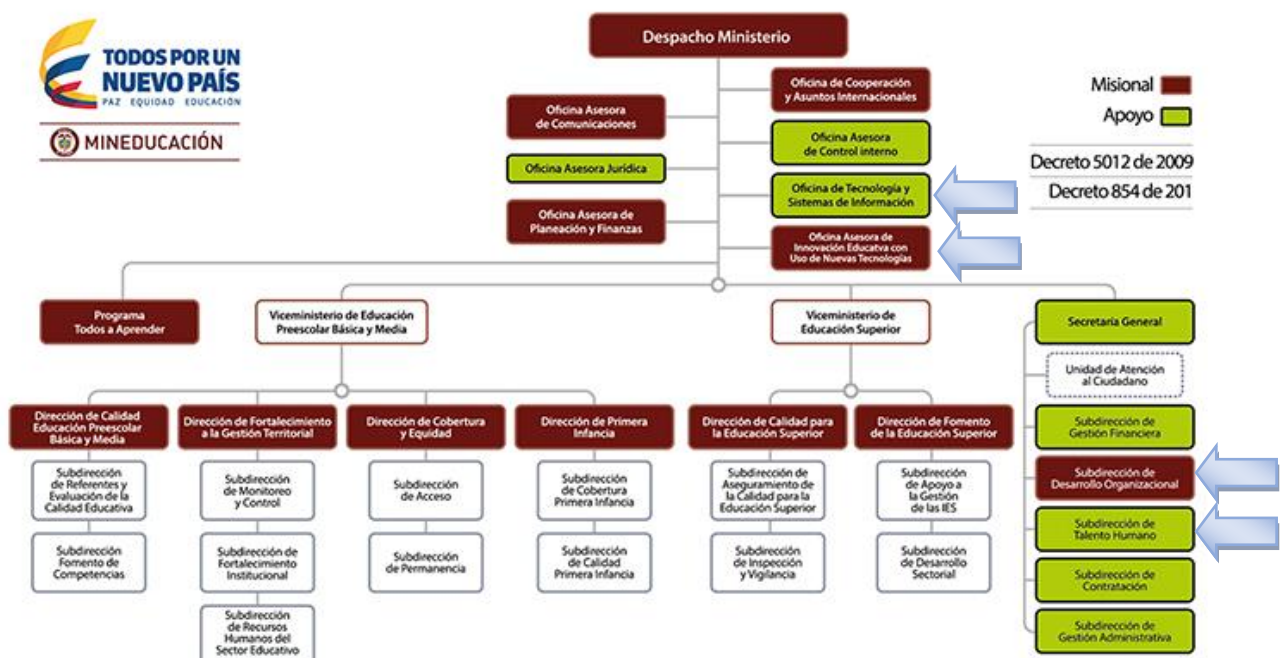 TODOS POR UN
NUEVO PAÍS
PAZ EQUIDAD EDUCACIÓN
MINEDUCACIÓN
Despacho Ministerio
Oficina de Cooperación
y Asuntos Internacionales
Oficina Asesora
de Comunicaciones
Oficina Asesora
de Control interno
Oficina Asesora Jurídica
Oficina de Tecnología y
Sistemas de Información
Oficina Asesora de
Planeación y Finanzas
Oficina Asesora de
Innovación Educatva con
Uso de Nuevas Tecnologías
Misional
Apoyo
Decreto 5012 de 2009
Decreto 854 de 201
Programa
Todos a Aprender
Viceministerio de Educación
Preescolar Básica y Media
Viceministerio de
Educación Superior
Secretaría General
Unidad de Atención
al Ciudadano
Subdirección de
Gestión Financiera
Subdirección de
Desarrollo Organizacional
Subdirección de
Talento Humano
Subdirección de
Contratación
Subdirección de
Gestión Administrativa
Dirección de Calidad
Educación Preescolar
Básica y Media
Subdirección
de Referentes y
Evaluación de la
Calidad Educativa
Subdirección
Fomento de
Competencias
Dirección de Fortalecimiento
a la Gestión Territorial
Subdirección
de Monitoreo
y Control
Subdirección de
Fortalecimiento
Institucional
Subdirección
de Recursos
Humanos del
Sector Educativo
Dirección de Cobertura
y Equidad
Subdirección
de Acceso
Subdirección
de Permanencia
Dirección de Primera
Infancia
Subdirección
de Cobertura
Primera Infancia
Subdirección
de Calidad
Primera Infancia
Dirección de Calidad para
la Educación Superior
Subdirección de
Aseguramiento de
la Calidad para la
Educación Superior
Subdirección
de Inspección
y Vigilancia
Dirección de Fomento
de la Educación Superior
Subdirección
de Apoyo a
la Gestión
de las IES
Subdirección
de Desarrollo
Sectorial